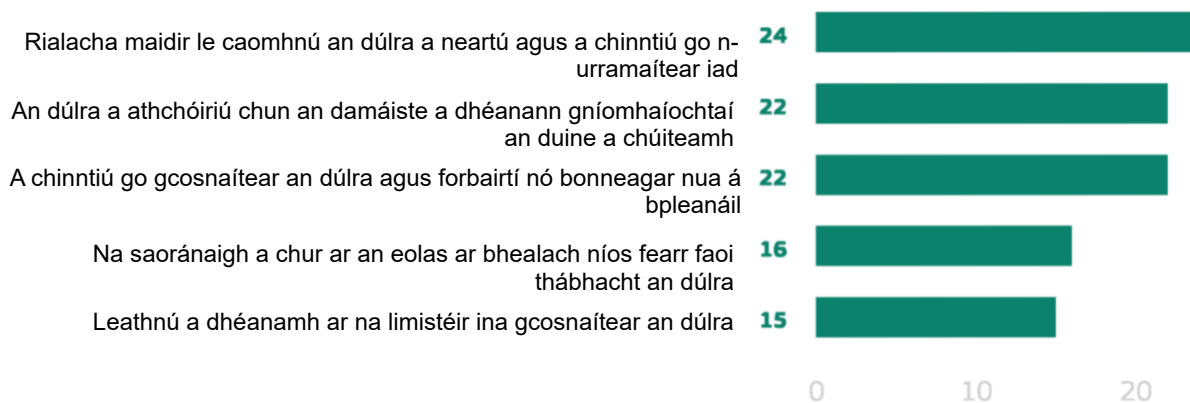 Rialacha maidir le caomhnú an dúlra a neartú agus a chinntiú go n-
urramaítear iad
24
An dúlra a athchóiriú chun an damáiste a dhéanann gníomhaíochtaí
an duine a chúiteamh
22
A chinntiú go gcosnaítear an dúlra agus forbairtí nó bonneagar nua á
bpleanáil
22
Na saoránaigh a chur ar an eolas ar bhealach níos fearr faoi
thábhacht an dúlra
16
Leathnú a dhéanamh ar na limistéir ina gcosnaítear an dúlra
15
0 10 20